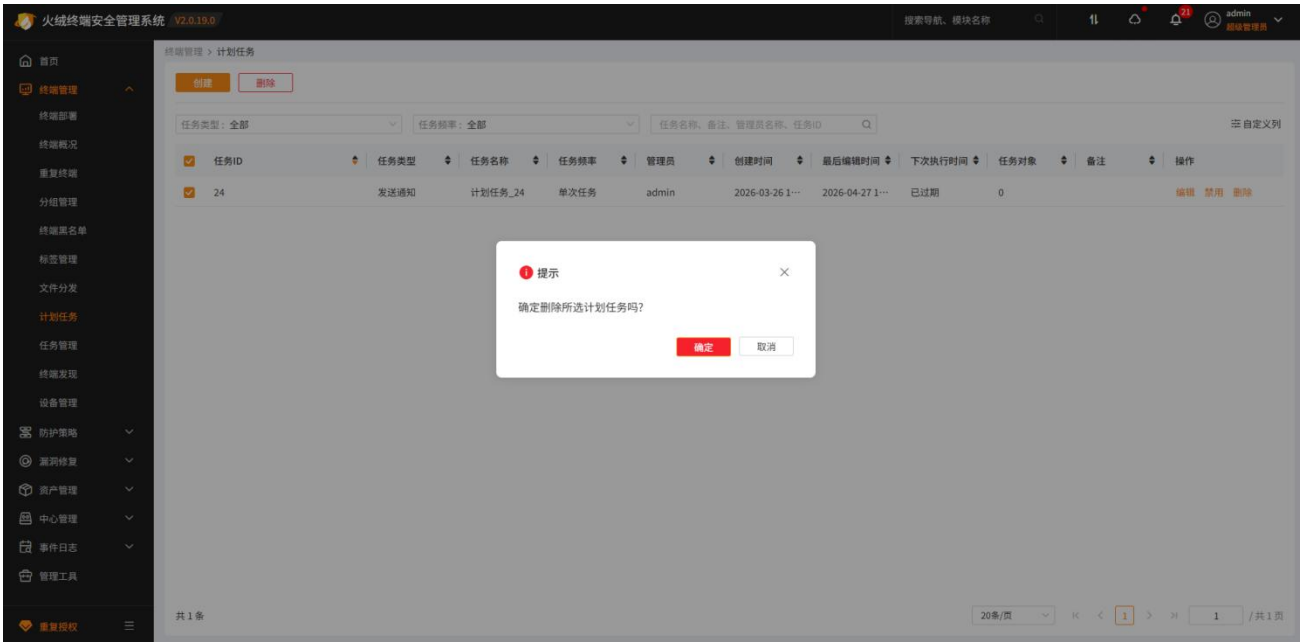 火绒终端安全管理系统 V2.0.19.0 搜索导航、模块名称 21 admin
超级管理员
首页
终端管理
终端部署
终端概况
重复终端
分组管理
终端黑名单
标签管理
文件分发
计划任务
任务管理
终端发现
设备管理
防护策略
漏洞修复
资产管理
中心管理
事件日志
管理工具
重复授权
终端管理 > 计划任务
创建 删除
任务类型: 全部 任务频率: 全部 任务名称、备注、管理员名称、任务ID 自定义列
任务ID 任务类型 任务名称 任务频率 管理员 创建时间 最后编辑时间 下次执行时间 任务对象 备注 操作
24 发送通知 计划任务_24 单次任务 admin 2026-03-26 1… 2026-04-27 1… 已过期 0 编辑 禁用 删除
提示
确定删除所选计划任务吗?
确定 取消
共 1 条 20条/页 1 1 / 共 1 页